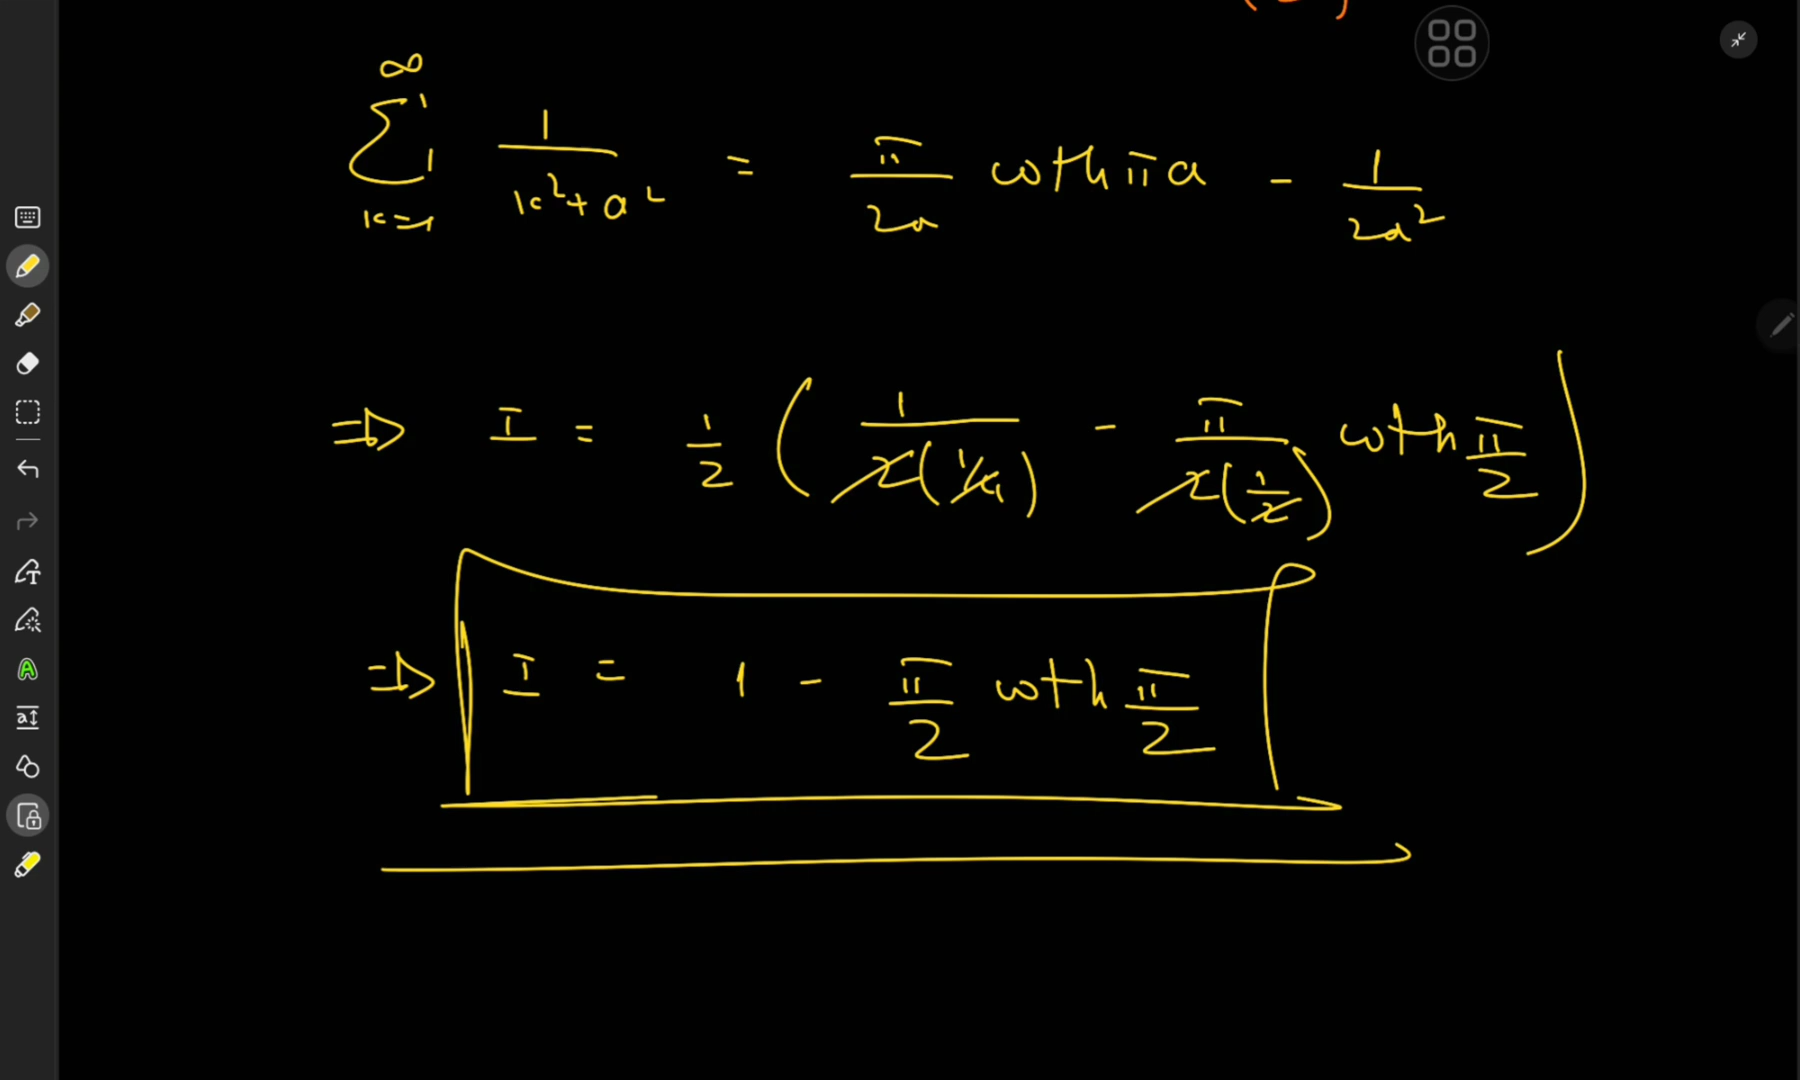 ∑_{k=1}^{∞} 1/(k²+a²) = π/(2a) coth πa - 1/(2a²)
⇒ I = 1/2 ( 1/(2(1/4)) - π/(2(1/2)) coth π/2 )
⇒ I = 1 - π/2 coth π/2